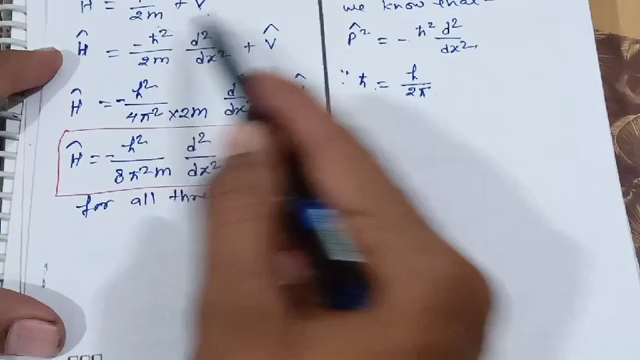 Ĥ = /2m + V̂
Ĥ = -ħ²/2m d²/dx² + V̂
Ĥ = -h²/4π²×2m d
Ĥ = -h²/8π²m d²/dx²
for all
we know that
P̂² = -ħ² d²/dx²,
∵ ħ = h/2π